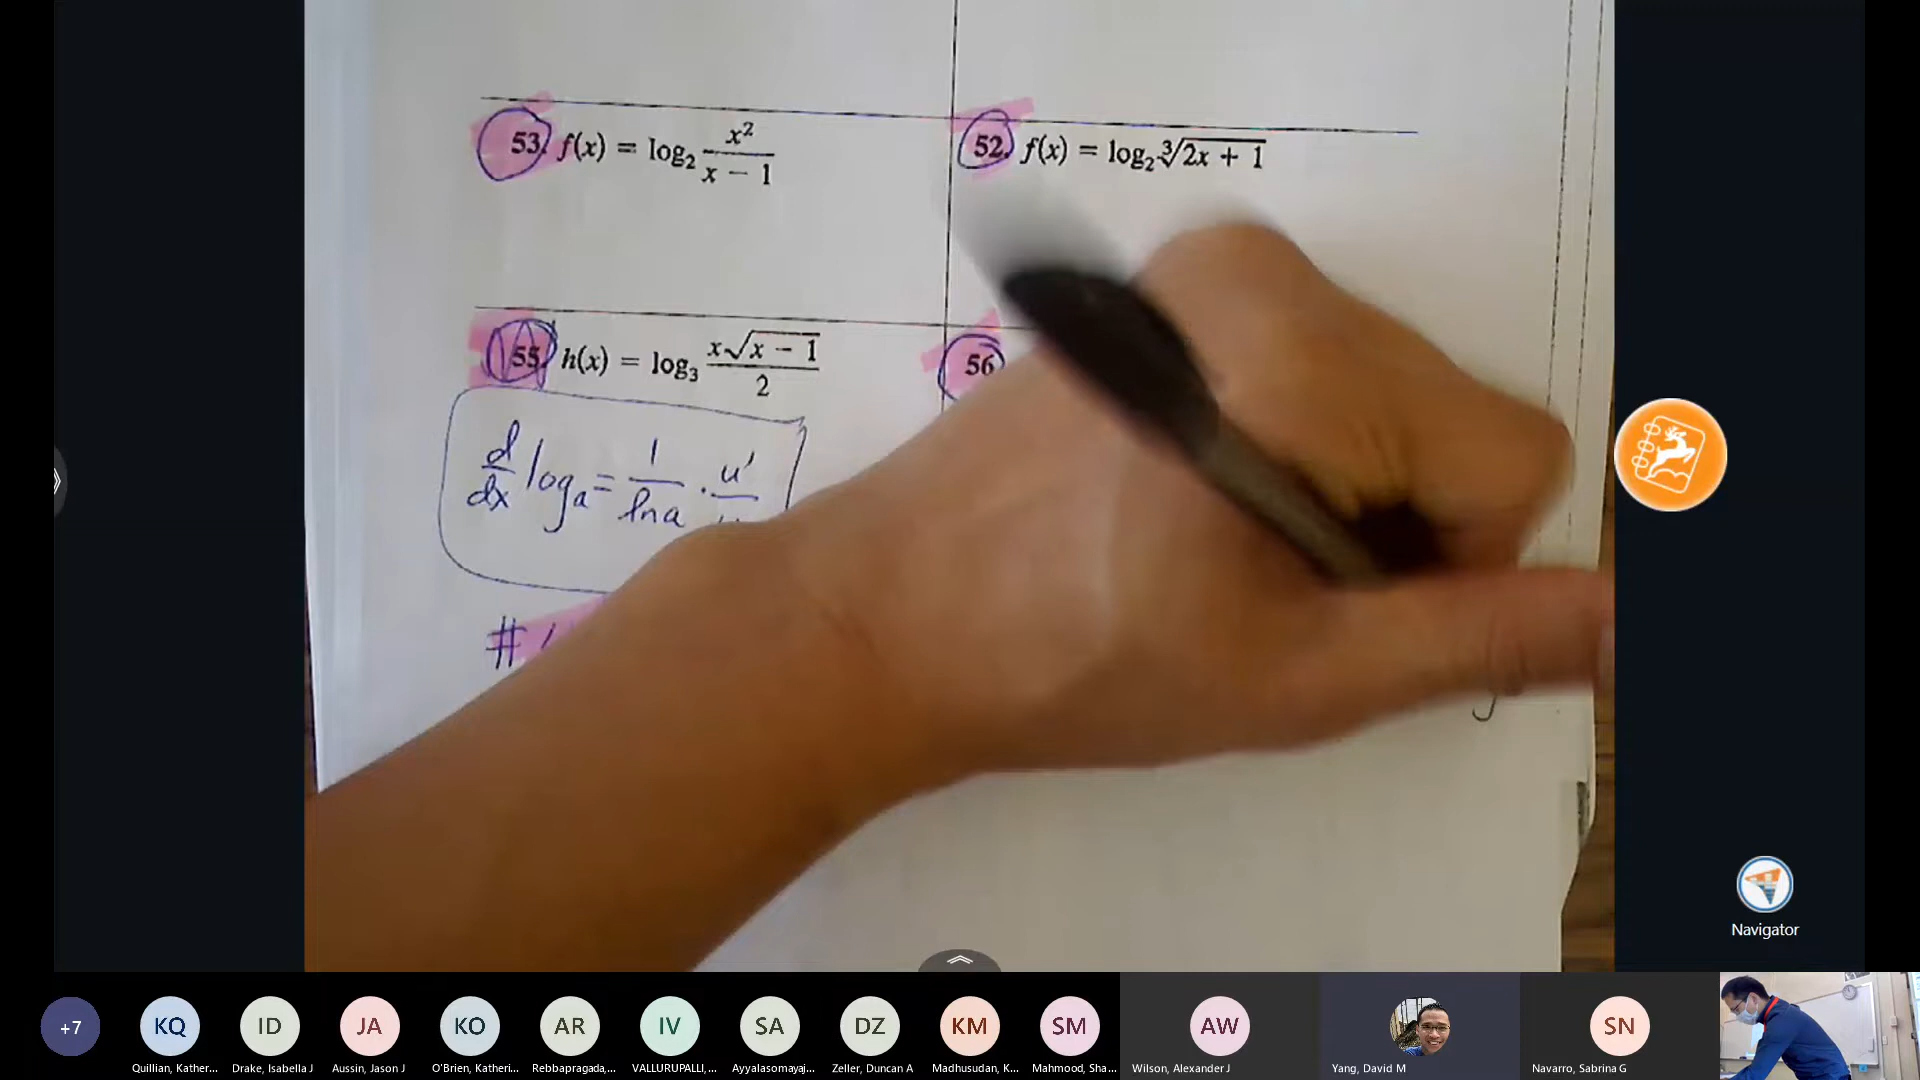 53. f(x) = log₂ x²/(x − 1)
52. f(x) = log₂ ∛(2x + 1)
55. h(x) = log₃ x√(x − 1)/2
56
d/dx logₐ = 1/ln a · u'/
#
Navigator
+7
KQ
ID
JA
KO
AR
IV
SA
DZ
KM
SM
AW
SN
Quillian, Kather...
Drake, Isabella J
Aussin, Jason J
O'Brien, Katheri...
Rebbapragada,...
VALLURUPALLI,...
Ayyalasomayaj...
Zeller, Duncan A
Madhusudan, K...
Mahmood, Sha...
Wilson, Alexander J
Yang, David M
Navarro, Sabrina G